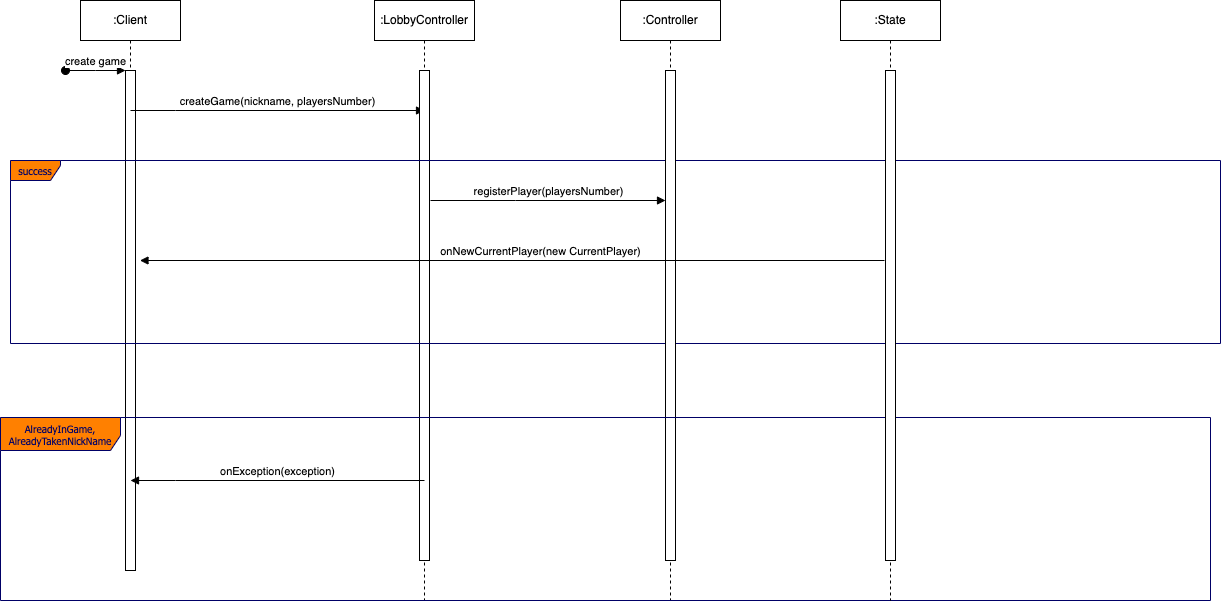 :Client
:LobbyController
:Controller
:State
create game
createGame(nickname, playersNumber)
success
registerPlayer(playersNumber)
onNewCurrentPlayer(new CurrentPlayer)
AlreadyInGame,
AlreadyTakenNickName
onException(exception)